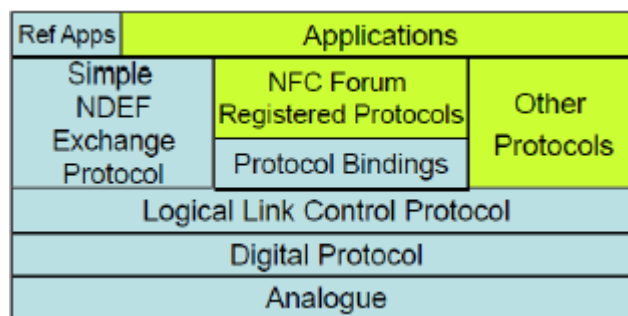 Ref Apps
Applications
Simple
NDEF
Exchange
Protocol
NFC Forum
Registered Protocols
Protocol Bindings
Other
Protocols
Logical Link Control Protocol
Digital Protocol
Analogue